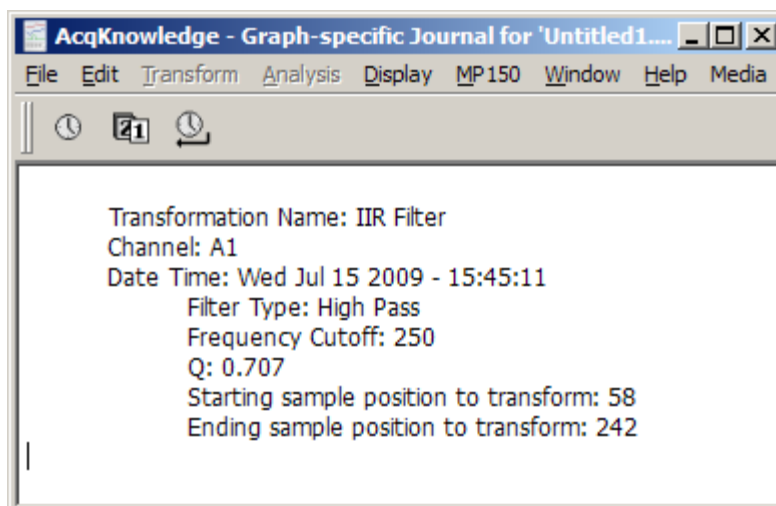 AcqKnowledge - Graph-specific Journal for 'Untitled1....
File Edit Transform Analysis Display MP150 Window Help Media
21
Transformation Name: IIR Filter
Channel: A1
Date Time: Wed Jul 15 2009 - 15:45:11
Filter Type: High Pass
Frequency Cutoff: 250
Q: 0.707
Starting sample position to transform: 58
Ending sample position to transform: 242